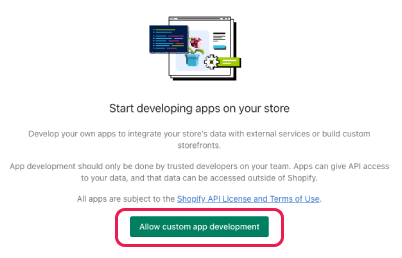 Start developing apps on your store
Develop your own apps to integrate your store's data with external services or build custom
storefronts.
App development should only be done by trusted developers on your team. Apps can give API access
to your data, and that data can be accessed outside of Shopify.
All apps are subject to the Shopify API License and Terms of Use.
Allow custom app development